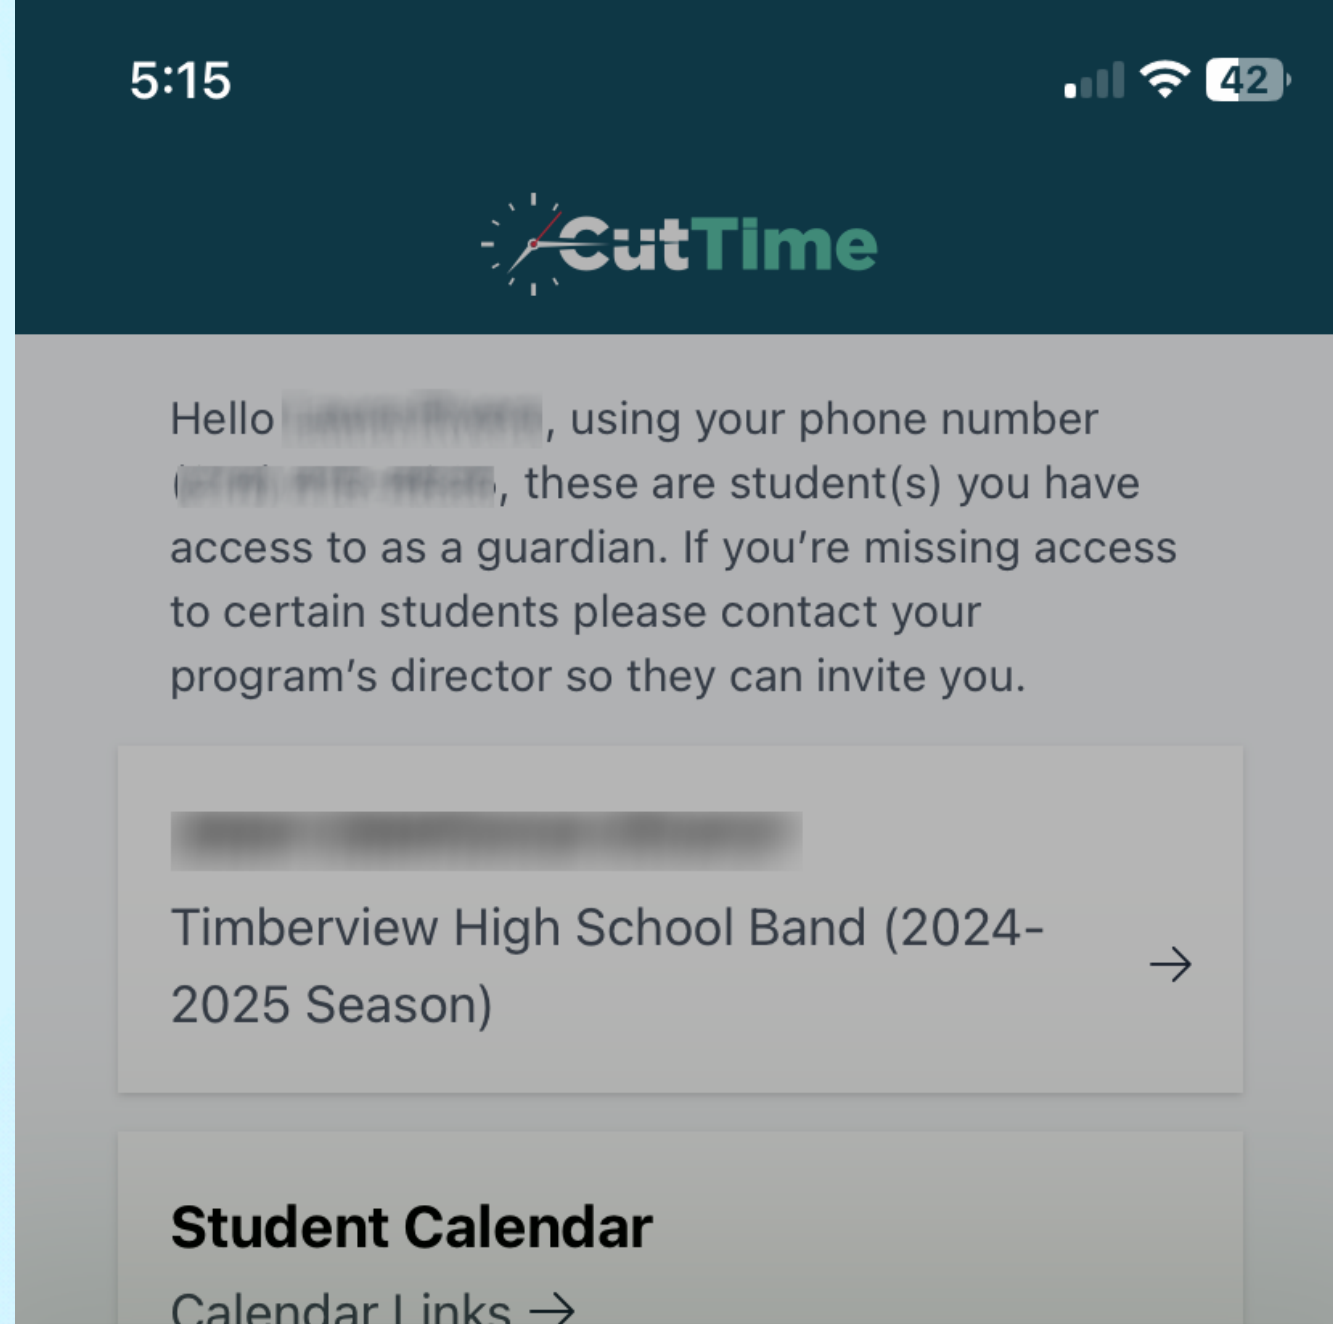 5:15
42
CutTime
Hello , using your phone number
, these are student(s) you have
access to as a guardian. If you’re missing access
to certain students please contact your
program’s director so they can invite you.
Timberview High School Band (2024-
2025 Season)
→
Student Calendar
Calendar Links →